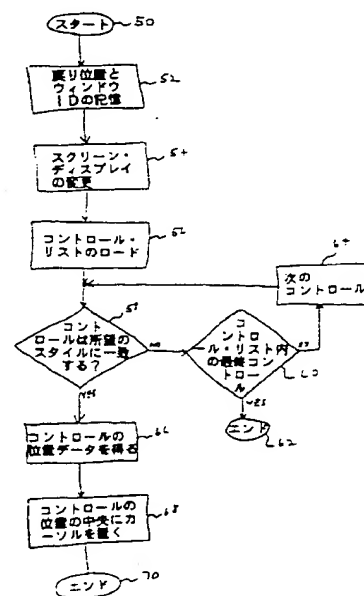 スタート
50
戻り位置と
ウィンドウ
IDの記憶
52
スクリーン・
ディスプレイ
の変更
54
コントロール・
リストのロード
56
次の
コントロール
64
58
コント
ロールは所望の
スタイルに一致
する?
NO
YES
コ
ントロ
ール・リスト内
の最終コン
トロー
ル
60
NO
YES
エンド
62
コントロールの
位置データを得る
66
コントロールの
位置の中央にカ
ーソルを置く
68
エンド
70